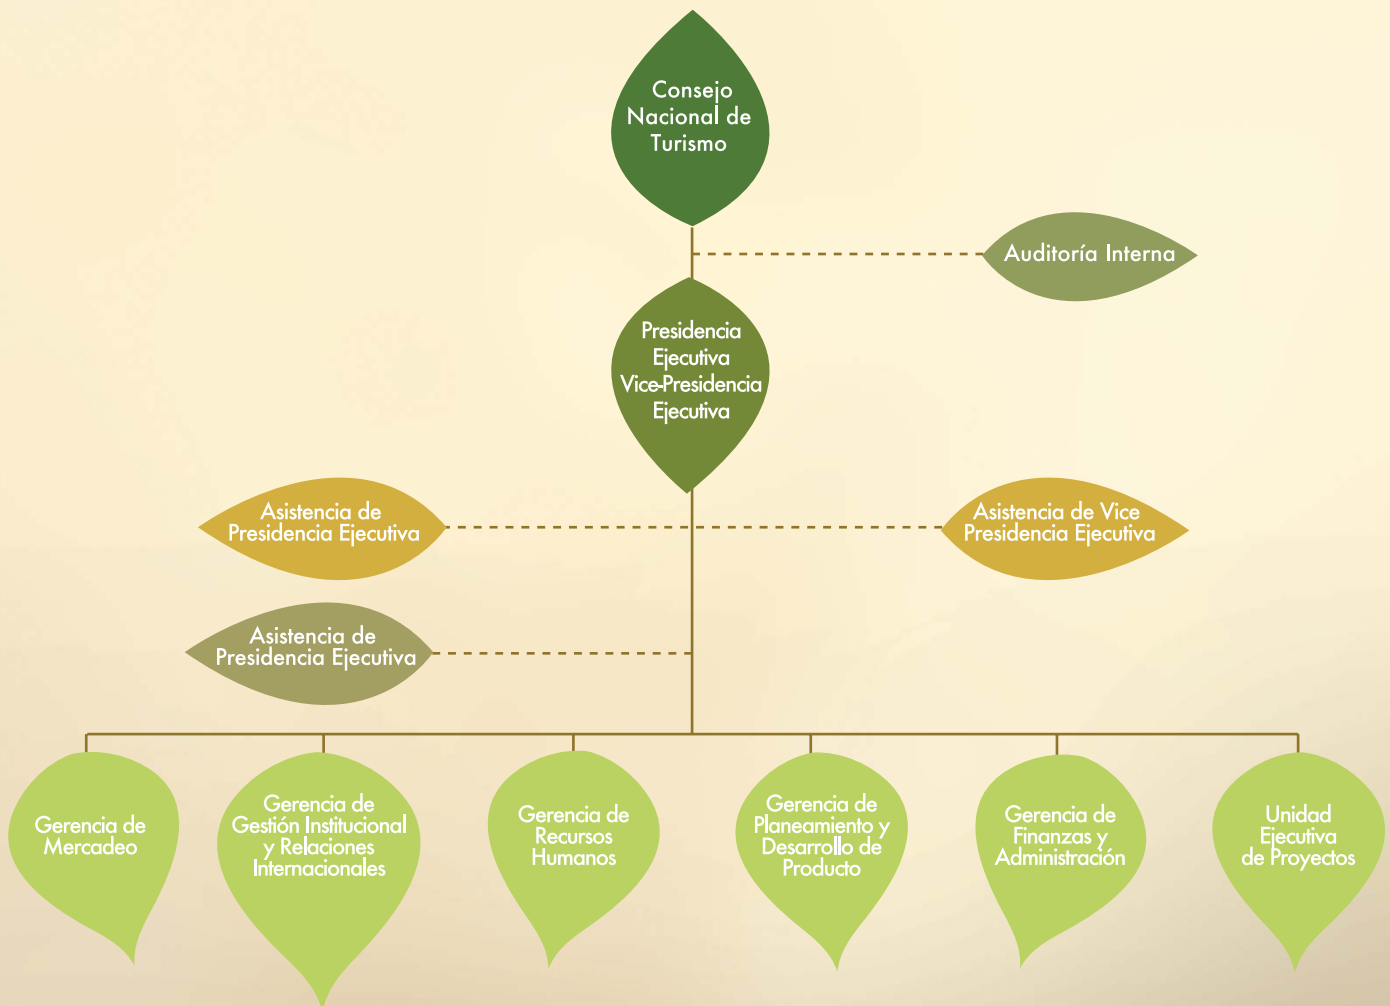 Consejo
Nacional de
Turismo
Auditoría Interna
Presidencia
Ejecutiva
Vice-Presidencia
Ejecutiva
Asistencia de
Presidencia Ejecutiva
Asistencia de Vice
Presidencia Ejecutiva
Asistencia de
Presidencia Ejecutiva
Gerencia de
Mercadeo
Gerencia de
Gestión Institucional
y Relaciones
Internacionales
Gerencia de
Recursos
Humanos
Gerencia de
Planeamiento y
Desarrollo de
Producto
Gerencia de
Finanzas y
Administración
Unidad
Ejecutiva
de Proyectos